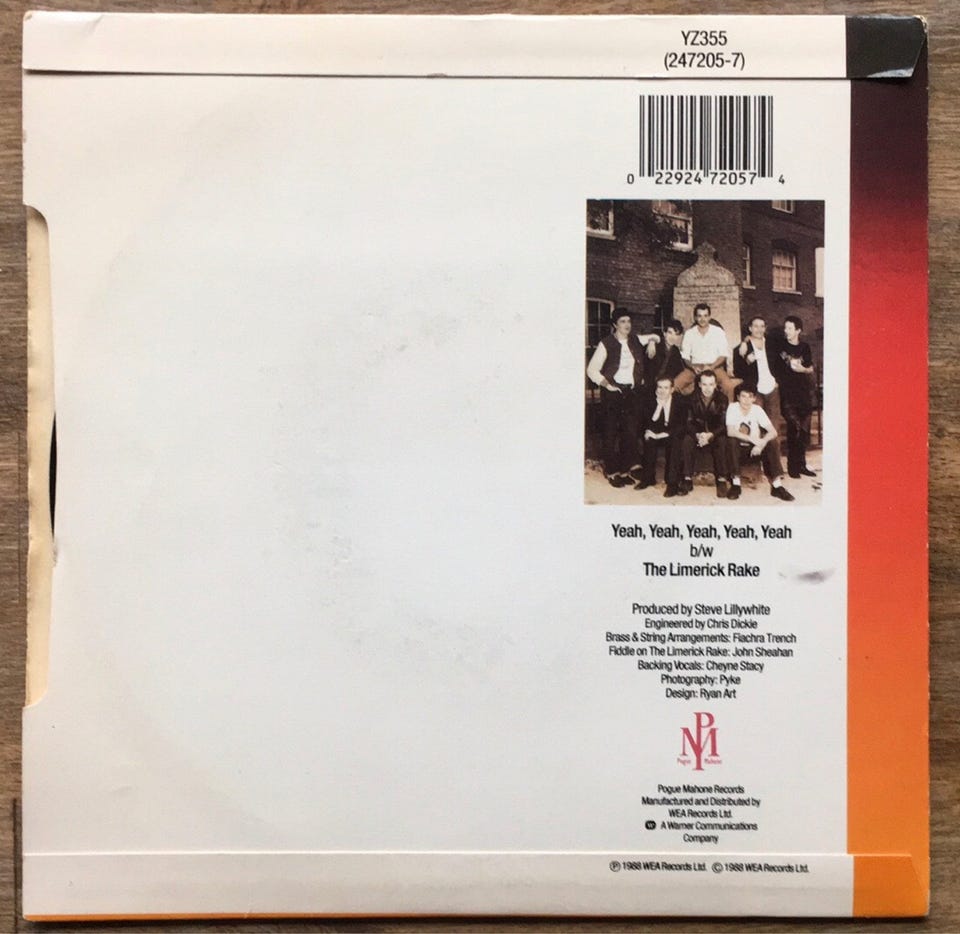 YZ355
(247205-7)
0 22924 72057 4
Yeah, Yeah, Yeah, Yeah, Yeah
b/w
The Limerick Rake
Produced by Steve Lillywhite
Engineered by Chris Dickie
Brass & String Arrangements: Fiachra Trench
Fiddle on The Limerick Rake: John Sheahan
Backing Vocals: Cheyne Stacy
Photography: Pyke
Design: Ryan Art
PM
Pogue Mahone
Pogue Mahone Records
Manufactured and Distributed by
WEA Records Ltd.
A Warner Communications
Company
℗ 1988 WEA Records Ltd. © 1988 WEA Records Ltd.